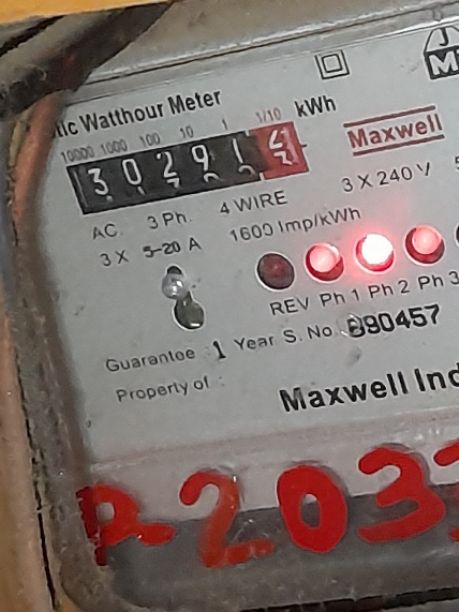 tic Watthour Meter
10000 1000 100 10 1 1/10 kWh
3 0 2 9 1
Maxwell
AC. 3 Ph. 4 WIRE
3 X 240 V
3 X 5-20 A
1600 Imp/kWh
REV Ph 1 Ph 2 Ph 3
Guarantee 1 Year S. No. 890457
Property of :
Maxwell Ind
R-203